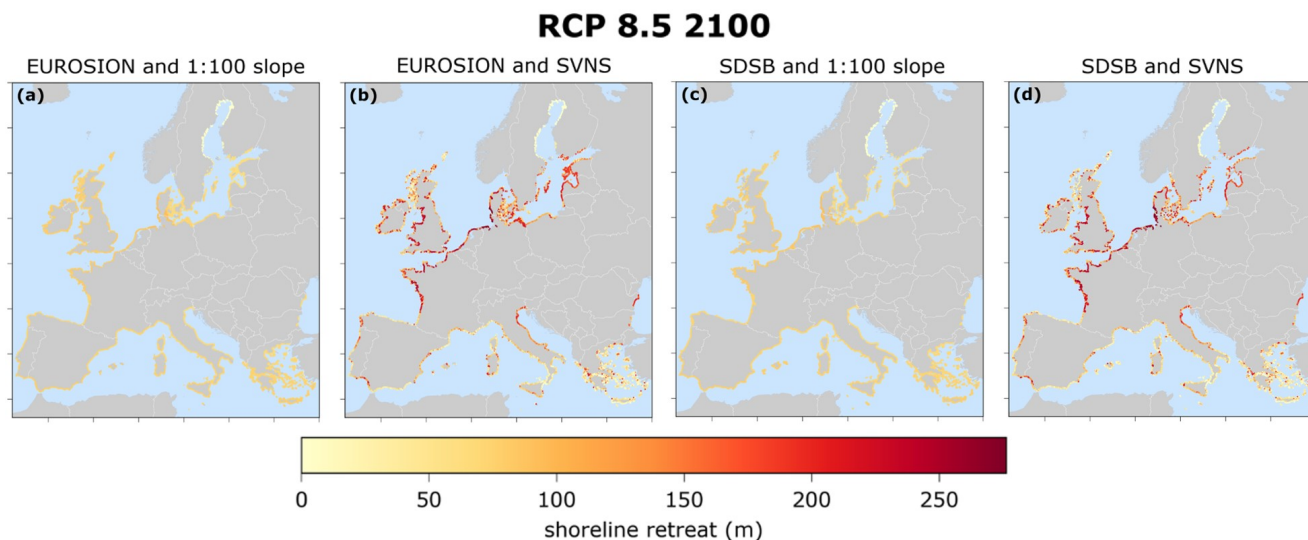 RCP 8.5 2100
EUROSION and 1:100 slope
EUROSION and SVNS
SDSB and 1:100 slope
SDSB and SVNS
(a)
(b)
(c)
(d)
0
50
100
150
200
250
shoreline retreat (m)